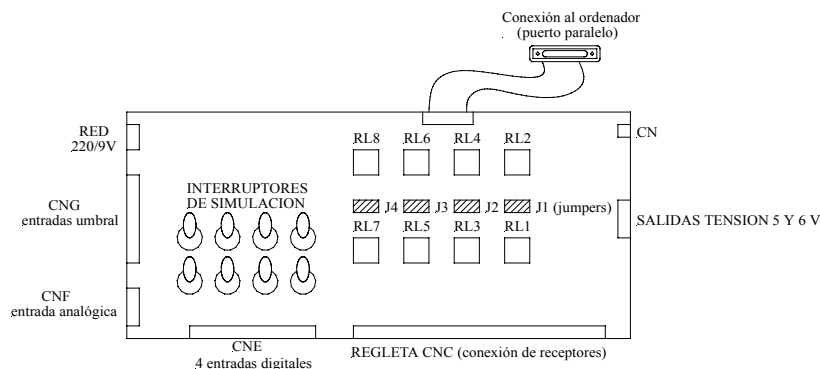 Conexión al ordenador
(puerto paralelo)
RED
220/9V
RL8 RL6 RL4 RL2
CN
CNG
entradas umbral
INTERRUPTORES
DE SIMULACION
J4 J3 J2 J1 (jumpers)
SALIDAS TENSION 5 Y 6 V
RL7 RL5 RL3 RL1
CNF
entrada analógica
CNE
4 entradas digitales
REGLETA CNC (conexión de receptores)